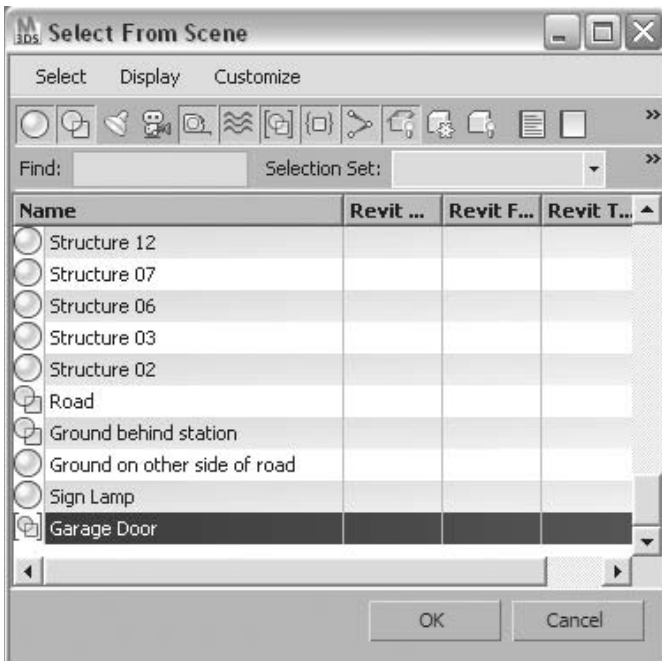 M
3DS
Select From Scene
Select Display Customize
Find: Selection Set:
Name Revit ... Revit F... Revit T...
Structure 12
Structure 07
Structure 06
Structure 03
Structure 02
Road
Ground behind station
Ground on other side of road
Sign Lamp
Garage Door
OK Cancel